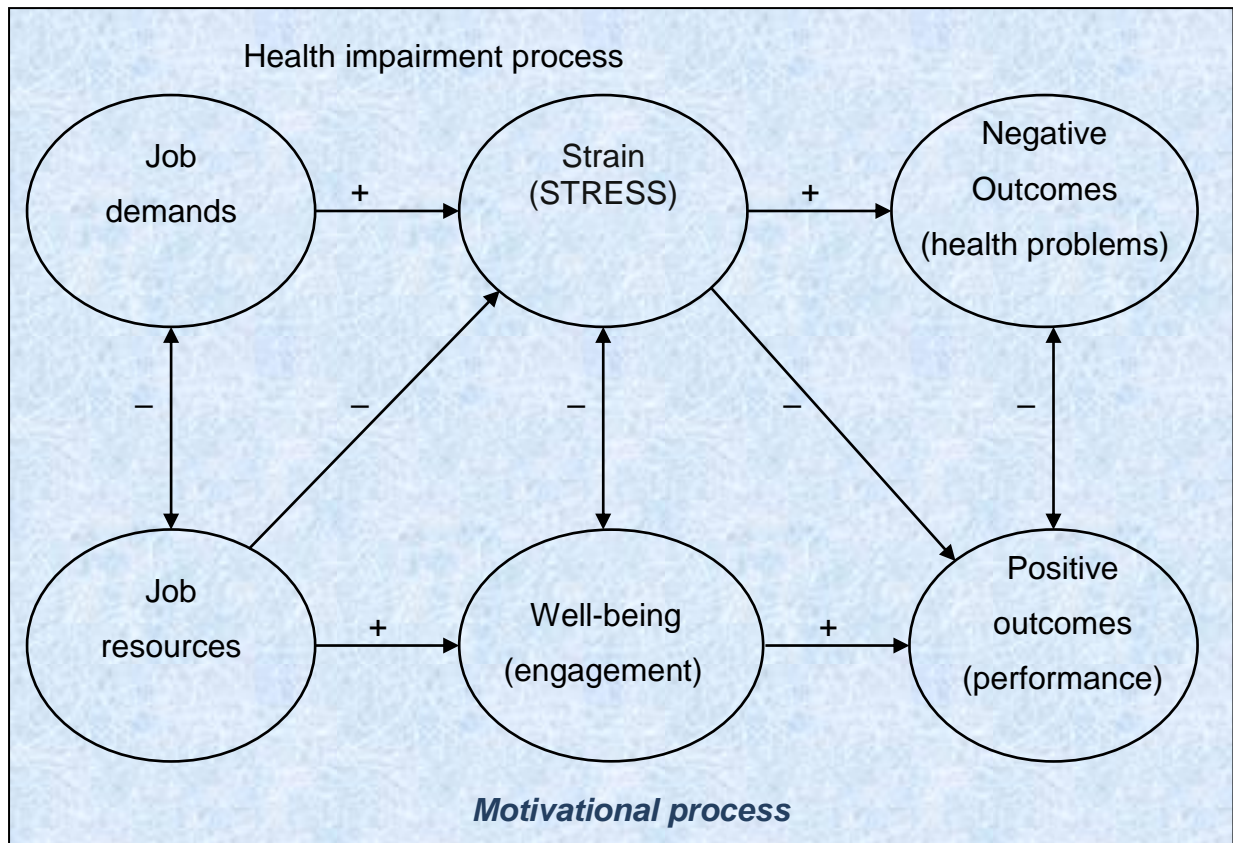 Health impairment process
Job
demands
+
Strain
(STRESS)
+
Negative
Outcomes
(health problems)
–
–
–
–
–
Job
resources
+
Well-being
(engagement)
+
Positive
outcomes
(performance)
Motivational process